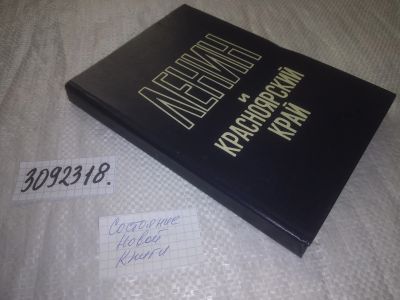 ЛЕНИН
И
КРАСНОЯРСКИЙ
КРАЙ
3092318.
Состояние
Новой
Книги